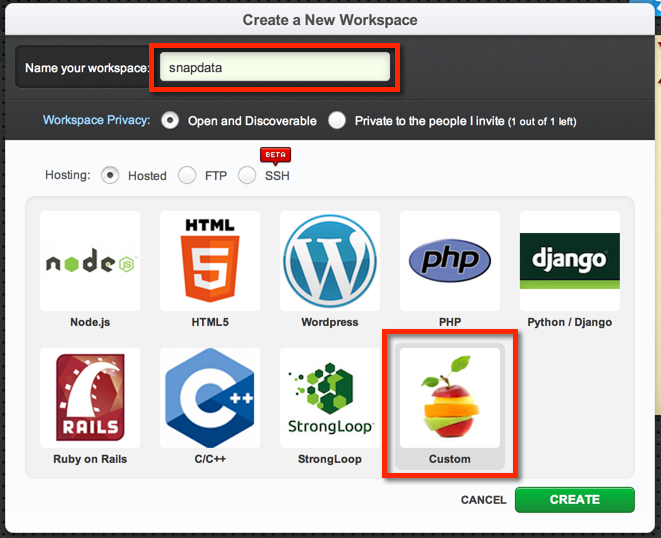 Create a New Workspace
Name your workspace: snapdata
Workspace Privacy: Open and Discoverable Private to the people I invite (1 out of 1 left)
BETA
Hosting: Hosted FTP SSH
node JS
HTML
5
W
php
django
Node.js HTML5 Wordpress PHP Python / Django
RAILS
C++
StrongLoop
Ruby on Rails C/C++ StrongLoop Custom
CANCEL CREATE